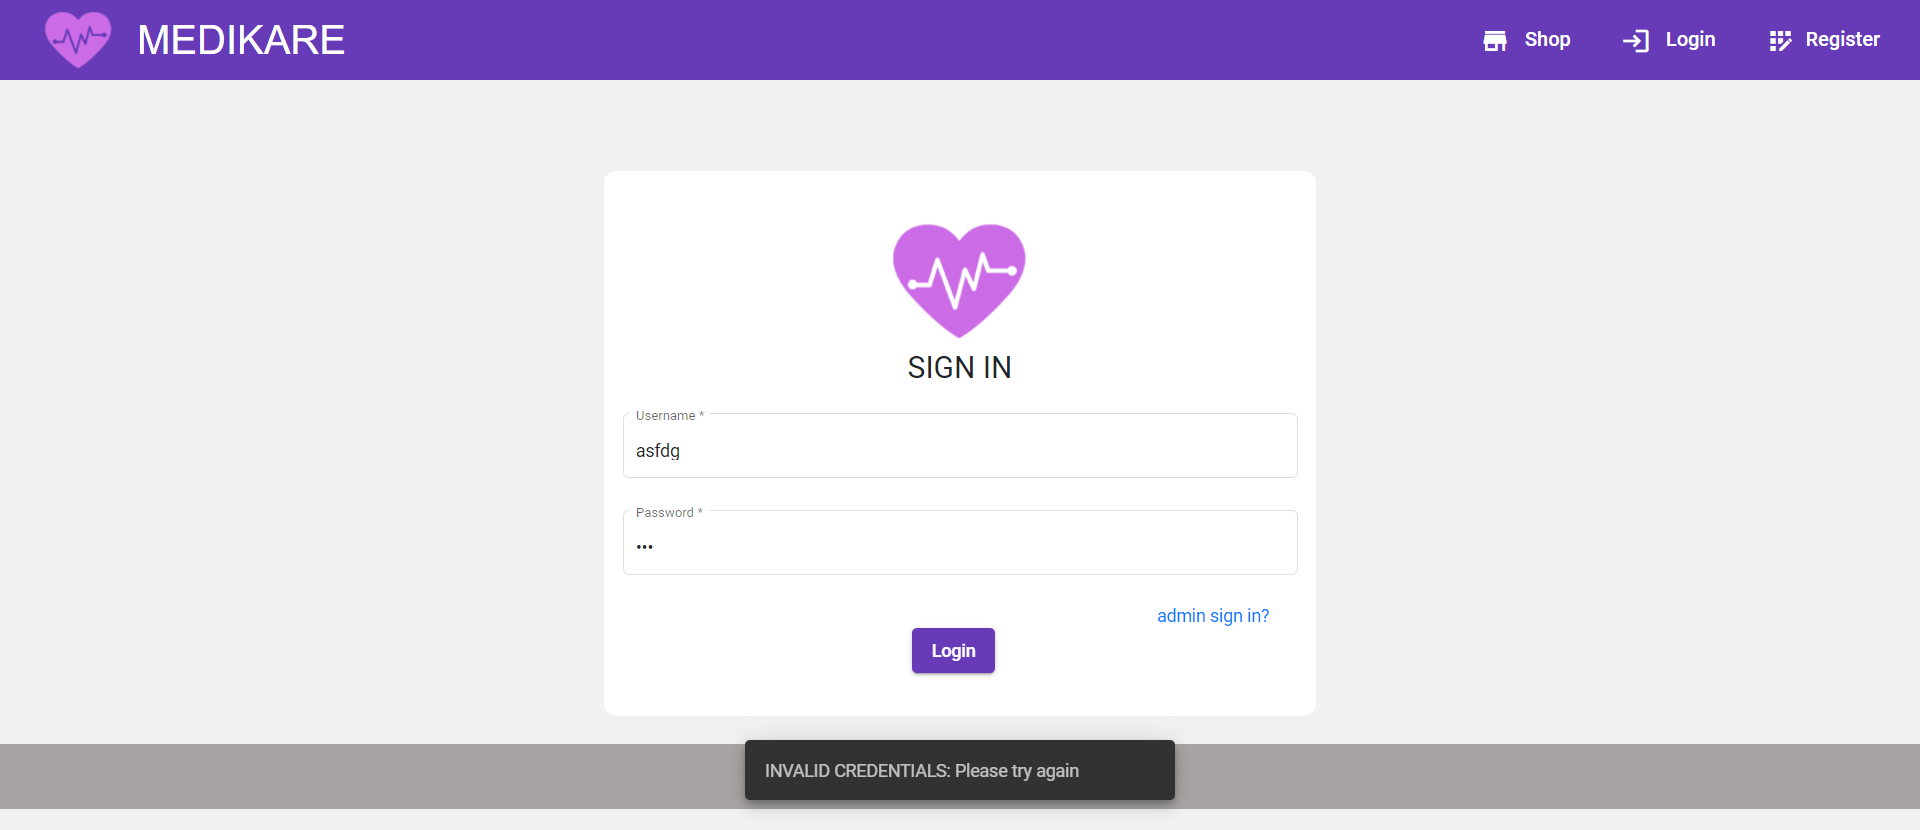 MEDIKARE
Shop
Login
Register
SIGN IN
Username *
asfdg
Password *
•••
admin sign in?
Login
INVALID CREDENTIALS: Please try again